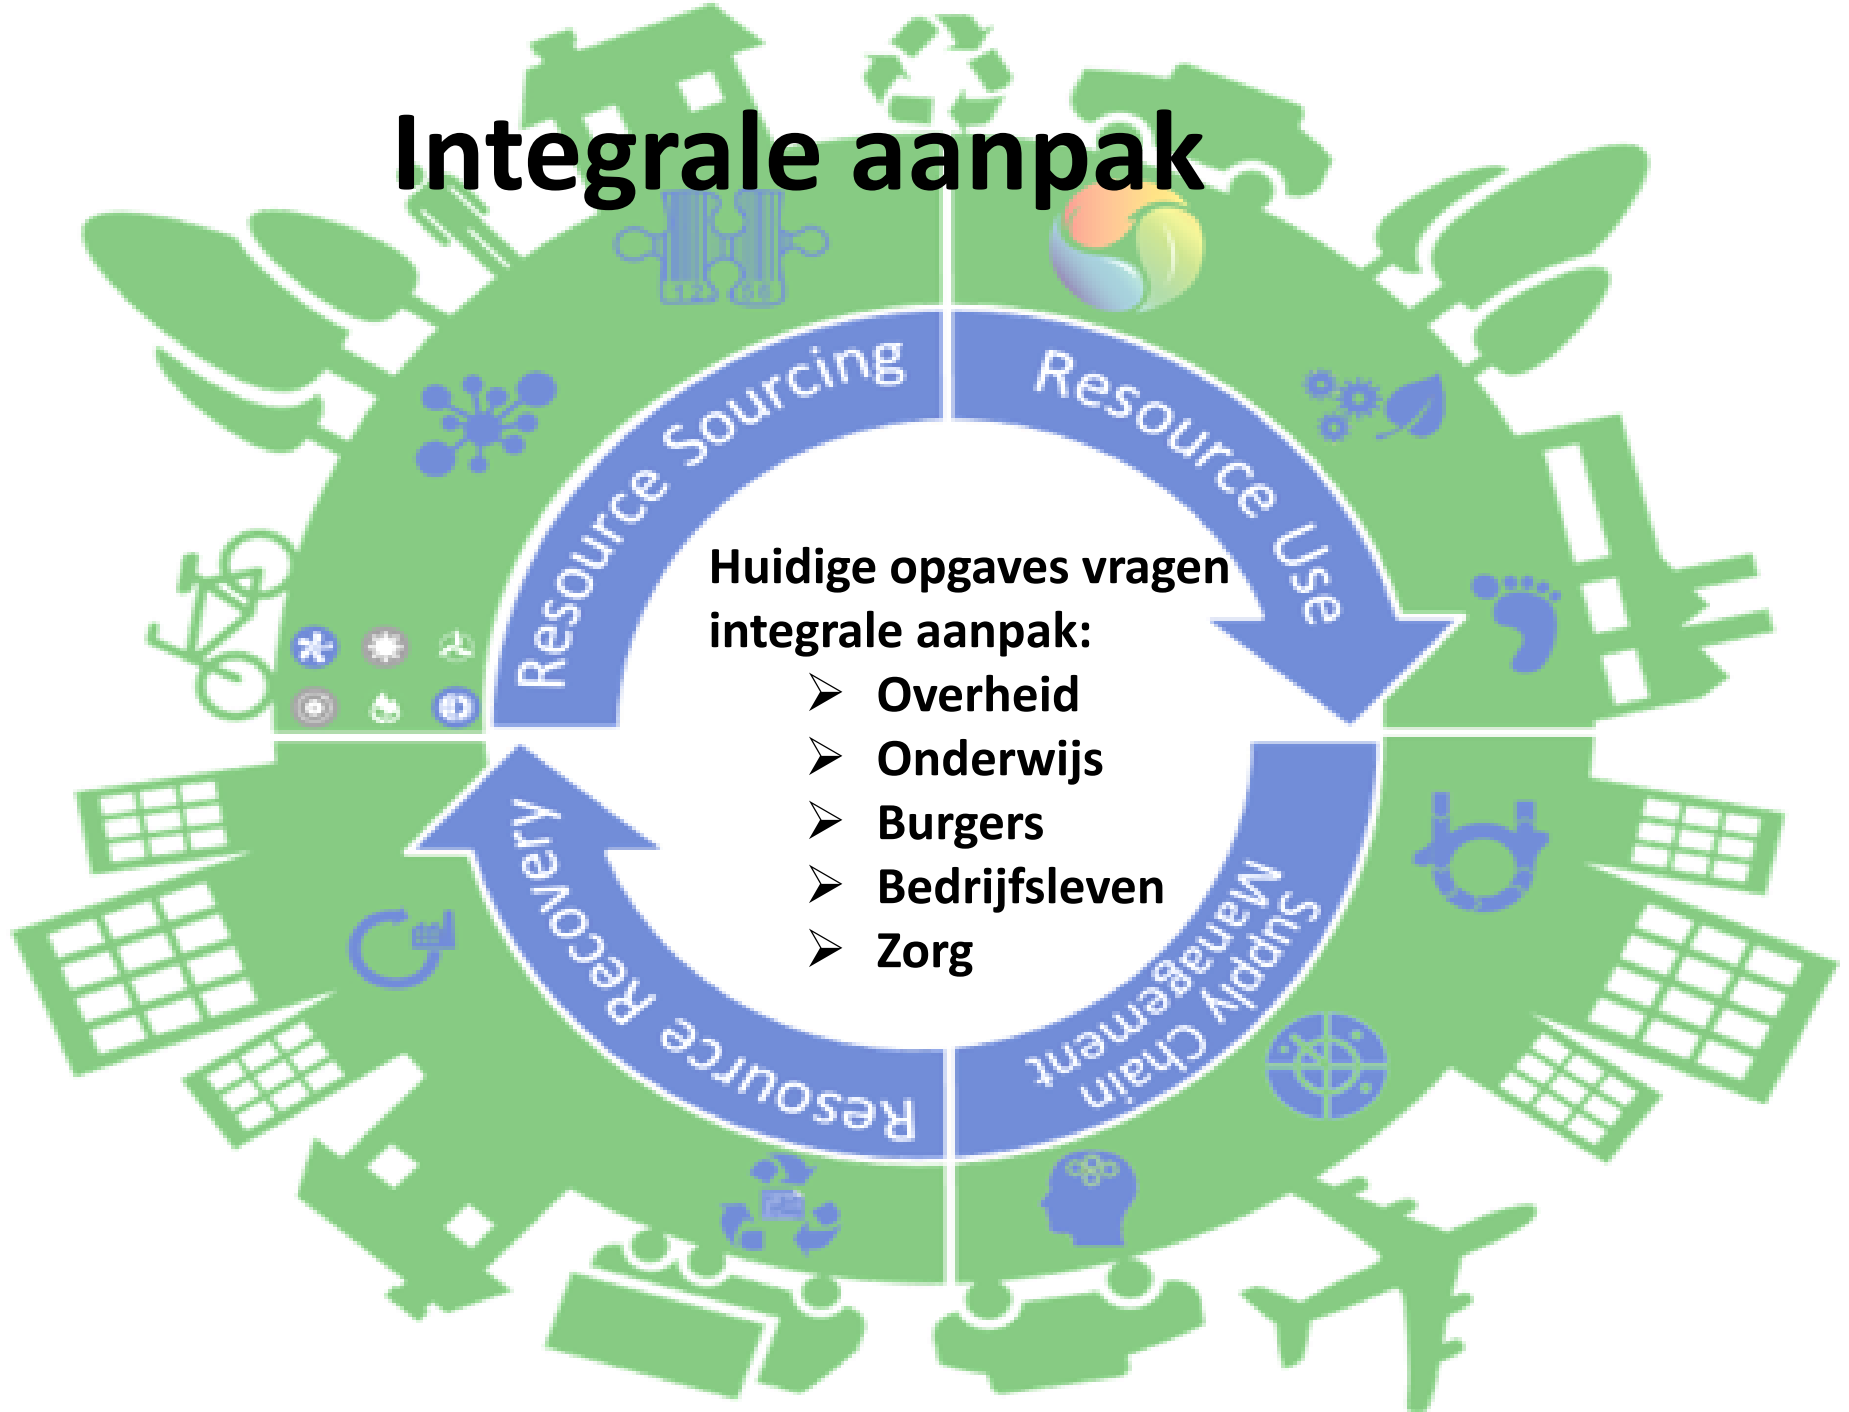 Integrale aanpak
Resource Sourcing
Resource Use
Huidige opgaves vragen
integrale aanpak:
➢ Overheid
➢ Onderwijs
➢ Burgers
➢ Bedrijfsleven
➢ Zorg
Supply Chain
Management
Resource Recovery